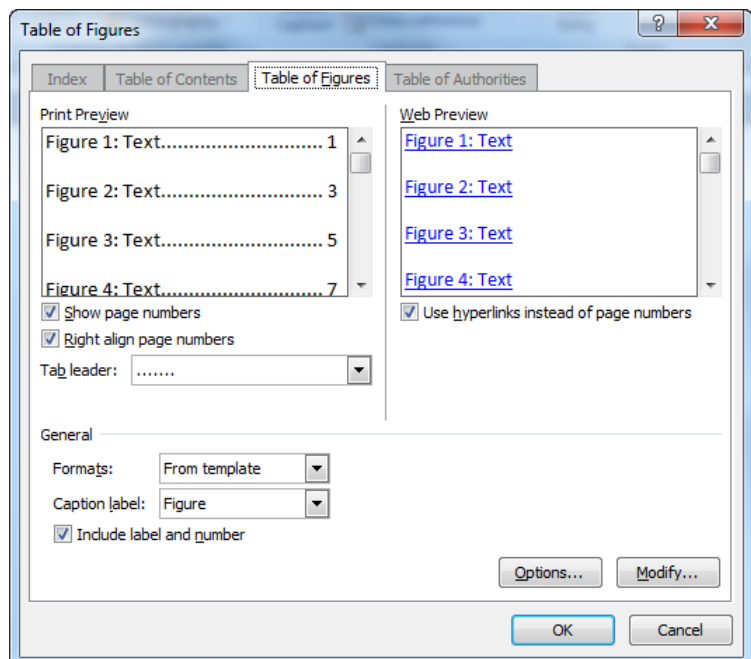 Table of Figures
Index
Table of Contents
Table of Figures
Table of Authorities
Print Preview
Figure 1: Text............................... 1
Figure 2: Text............................... 3
Figure 3: Text............................... 5
Figure 4: Text............................... 7
Show page numbers
Right align page numbers
Tab leader: .......
Web Preview
Figure 1: Text
Figure 2: Text
Figure 3: Text
Figure 4: Text
Use hyperlinks instead of page numbers
General
Formats: From template
Caption label: Figure
Include label and number
Options...
Modify...
OK
Cancel